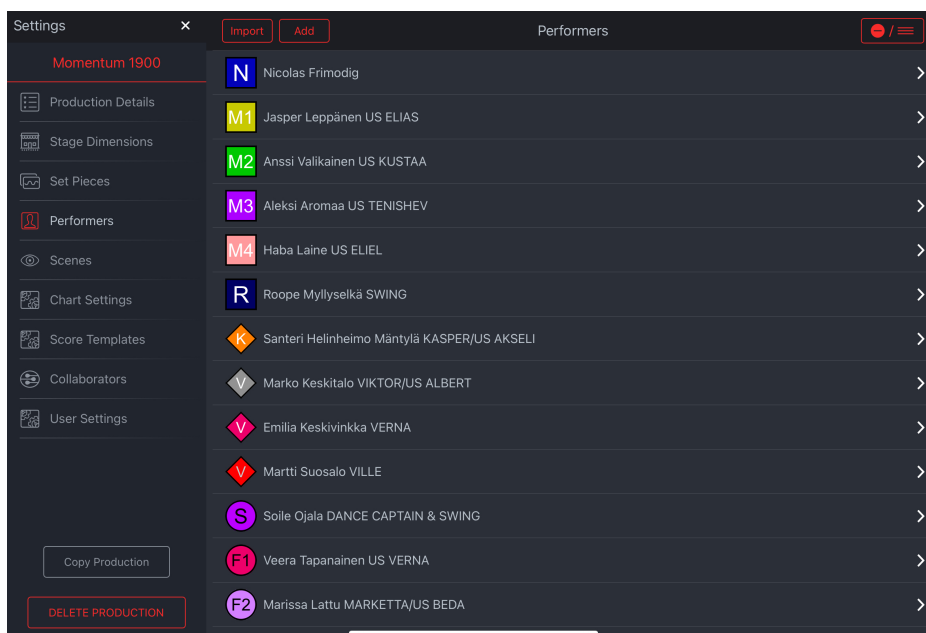 Settings ×
Momentum 1900
Production Details
Stage Dimensions
Set Pieces
Performers
Scenes
Chart Settings
Score Templates
Collaborators
User Settings
Copy Production
DELETE PRODUCTION
Import Add Performers /
N Nicolas Frimodig
M1 Jasper Leppänen US ELIAS
M2 Anssi Valikainen US KUSTAA
M3 Aleksi Aromaa US TENISHEV
M4 Haba Laine US ELIEL
R Roope Myllyselkä SWING
K Santeri Helinheimo Mäntylä KASPER/US AKSELI
V Marko Keskitalo VIKTOR/US ALBERT
V Emilia Keskivinkka VERNA
V Martti Suosalo VILLE
S Soile Ojala DANCE CAPTAIN & SWING
F1 Veera Tapanainen US VERNA
F2 Marissa Lattu MARKETTA/US BEDA